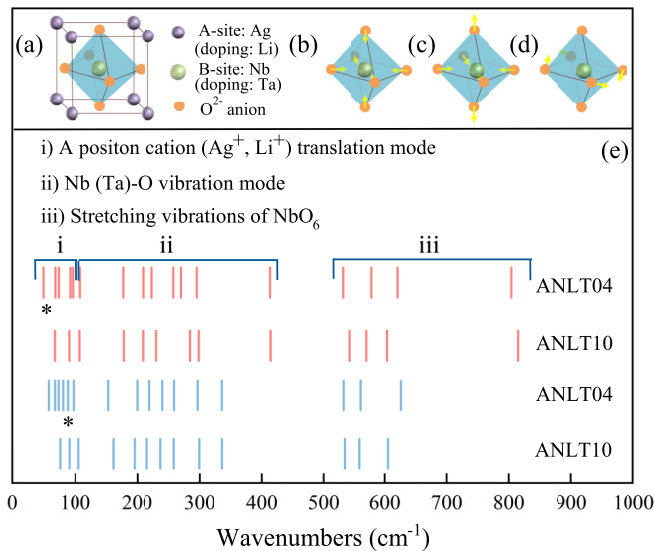 (a)
A-site: Ag
(doping: Li)
B-site: Nb
(doping: Ta)
O2- anion
(b)
(c)
(d)
(e)
i) A positon cation (Ag+, Li+) translation mode
ii) Nb (Ta)-O vibration mode
iii) Stretching vibrations of NbO6
i
ii
iii
ANLT04
*
ANLT10
ANLT04
*
ANLT10
0 100 200 300 400 500 600 700 800 900 1000
Wavenumbers (cm-1)